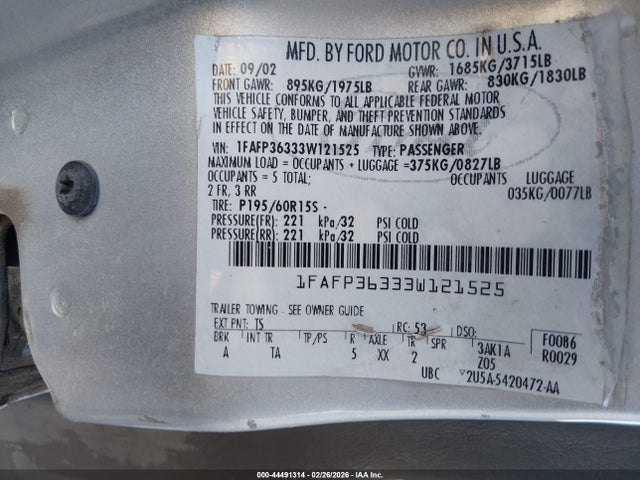 MFD. BY FORD MOTOR CO. IN U.S.A.
09/02 GVWR: 1685KG/3715LB
FRONT GAWR: 895KG/1975LB REAR GAWR: 830KG/1830LB
THIS VEHICLE CONFORMS TO ALL APPLICABLE FEDERAL MOTOR
VEHICLE SAFETY, BUMPER, AND THEFT PREVENTION STANDARDS
IN EFFECT ON THE DATE OF MANUFACTURE SHOWN ABOVE.
VIN: 1FAFP36333W121525 TYPE: PASSENGER
MAXIMUM LOAD = OCCUPANTS + LUGGAGE =375KG/0827LB
OCCUPANTS = 5 TOTAL; OCCUPANTS LUGGAGE
2 FR, 3 RR 035KG/0077LB
TIRE: P195/60R15S
PRESSURE(FR): 221 kPa/32 PSI COLD
PRESSURE(RR): 221 kPa/32 PSI COLD
1FAFP36333W121525
TRAILER TOWING - SEE OWNER GUIDE
EXT PNT: TS RC: 53 DSO: F0086
BRK INT TR TP/PS R AXLE TR SPR 3AK1A R0029
A TA 5 XX 2 Z05
UBC ▽2U5A-5420472-AA
000-44491314 - 02/26/2026 - IAA Inc.